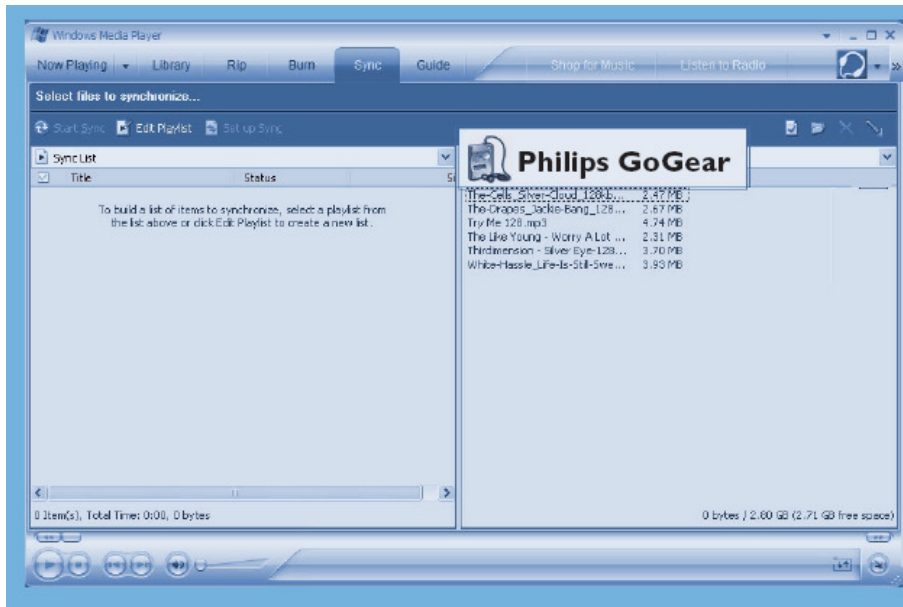 Windows Media Player
Now Playing Library Rip Burn Sync Guide Shop for Music Listen to Radio
Select files to synchronize...
Start Sync Edit Playlist Set up Sync
Sync List
Philips GoGear
Title Status
To build a list of items to synchronize, select a playlist from
the list above or click Edit Playlist to create a new list.
The-Cells_Silver-Cloud_128kb... 2.47 MB
The-Drapes_Jackie-Bang_128... 2.67 MB
Try Me 128.mp3 4.74 MB
The Like Young - Worry A Lot ... 2.31 MB
Thirdimension - Silver Eye-128... 3.70 MB
White-Hassle_Life-Is-Still-Swe... 3.93 MB
0 Item(s), Total Time: 0:00, 0 bytes
0 bytes / 2.80 GB (2.71 GB free space)